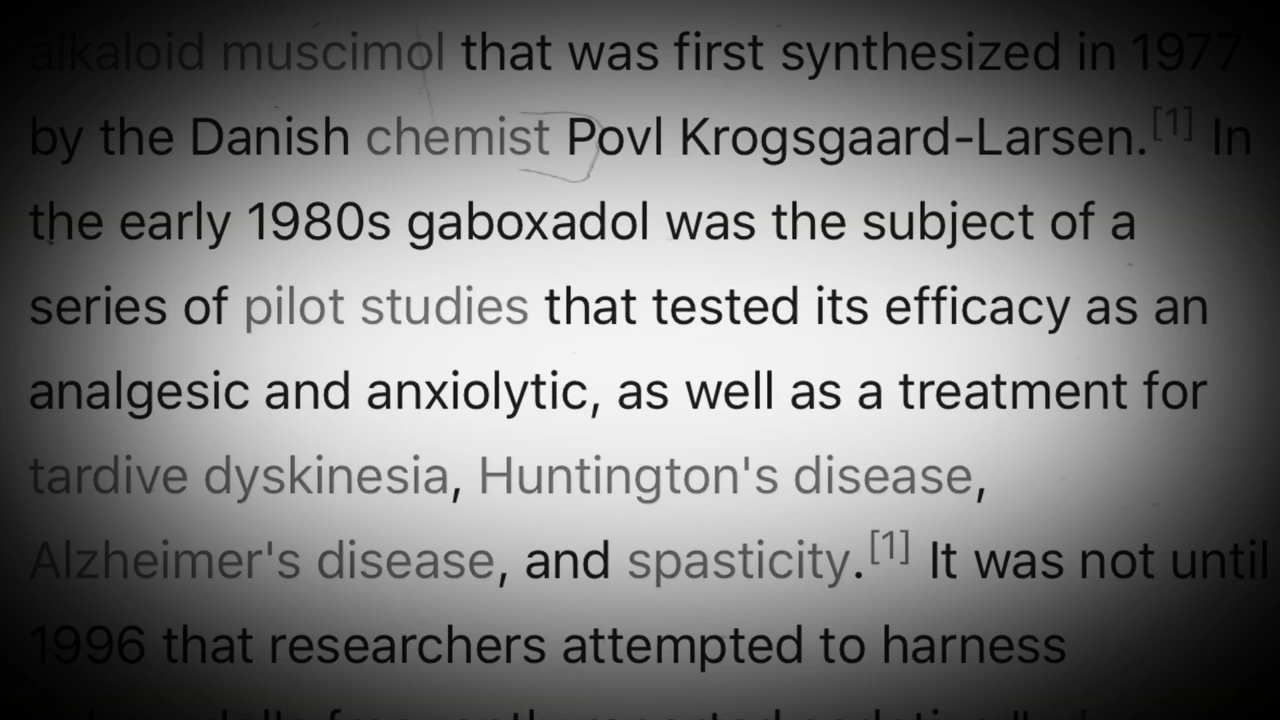 alkaloid muscimol that was first synthesized in 1977
by the Danish chemist Povl Krogsgaard-Larsen.[1] In
the early 1980s gaboxadol was the subject of a
series of pilot studies that tested its efficacy as an
analgesic and anxiolytic, as well as a treatment for
tardive dyskinesia, Huntington's disease,
Alzheimer's disease, and spasticity.[1] It was not until
1996 that researchers attempted to harness